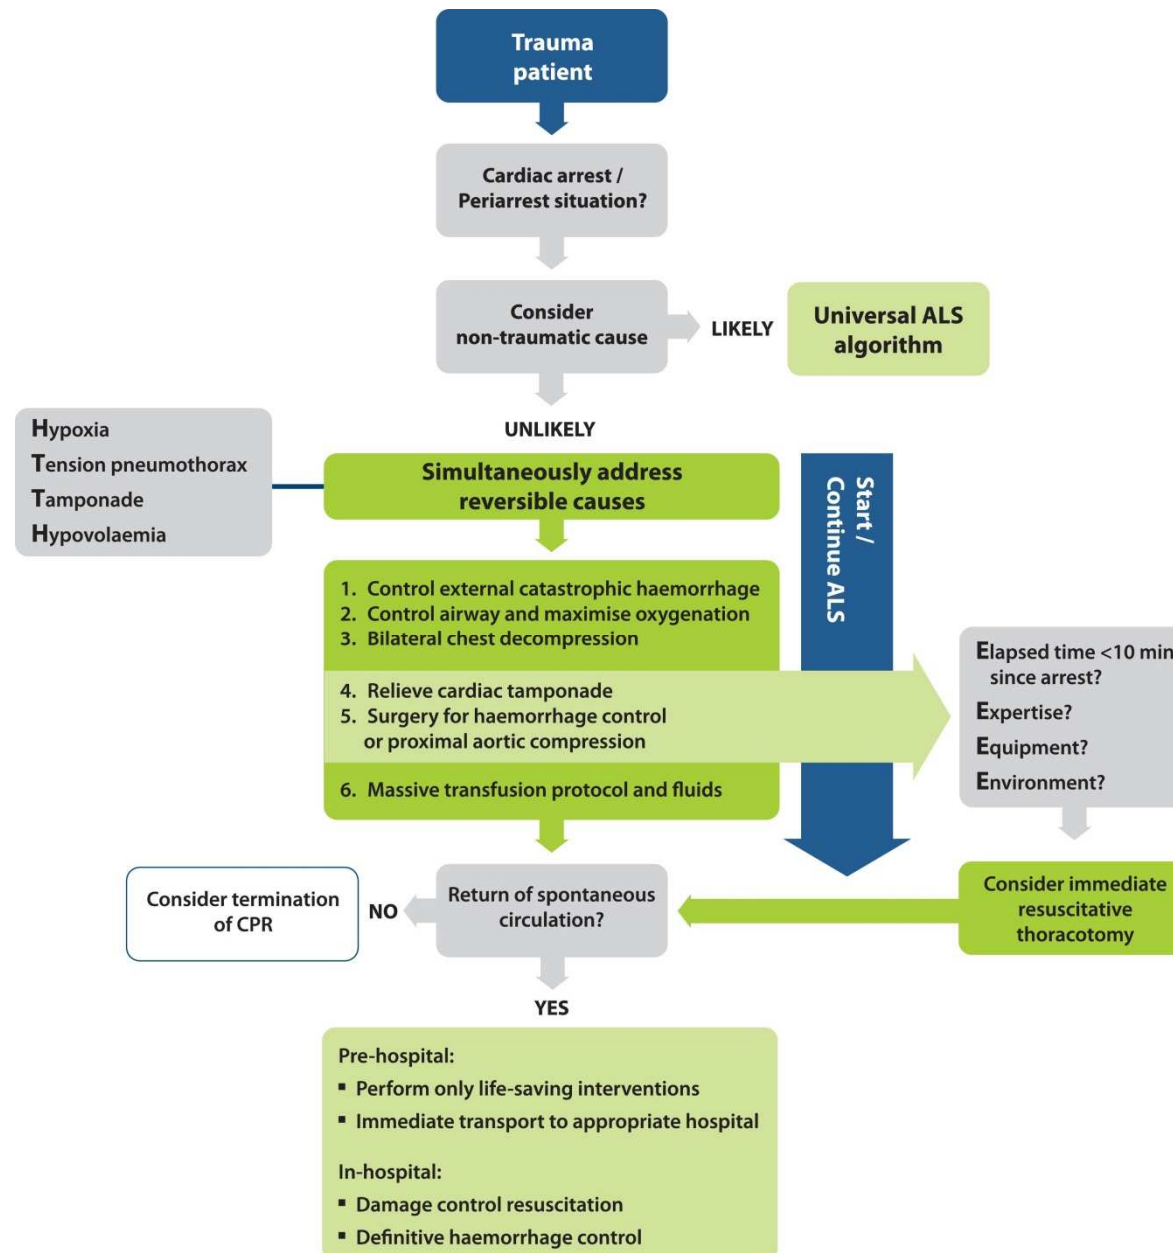 Trauma
patient
Cardiac arrest /
Periarrest situation?
Consider
non-traumatic cause
LIKELY
Universal ALS
algorithm
UNLIKELY
Hypoxia
Tension pneumothorax
Tamponade
Hypovolaemia
Simultaneously address
reversible causes
Start /
Continue ALS
1. Control external catastrophic haemorrhage
2. Control airway and maximise oxygenation
3. Bilateral chest decompression
4. Relieve cardiac tamponade
5. Surgery for haemorrhage control
or proximal aortic compression
6. Massive transfusion protocol and fluids
Elapsed time <10 min
since arrest?
Expertise?
Equipment?
Environment?
Consider immediate
resuscitative
thoracotomy
Return of spontaneous
circulation?
NO
Consider termination
of CPR
YES
Pre-hospital:
▪ Perform only life-saving interventions
▪ Immediate transport to appropriate hospital
In-hospital:
▪ Damage control resuscitation
▪ Definitive haemorrhage control